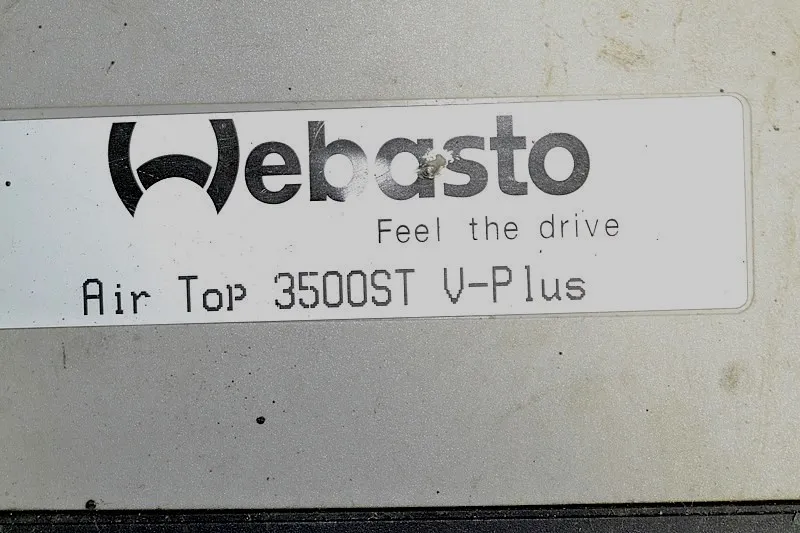 Webasto
Feel the drive
Air Top 3500ST V-Plus